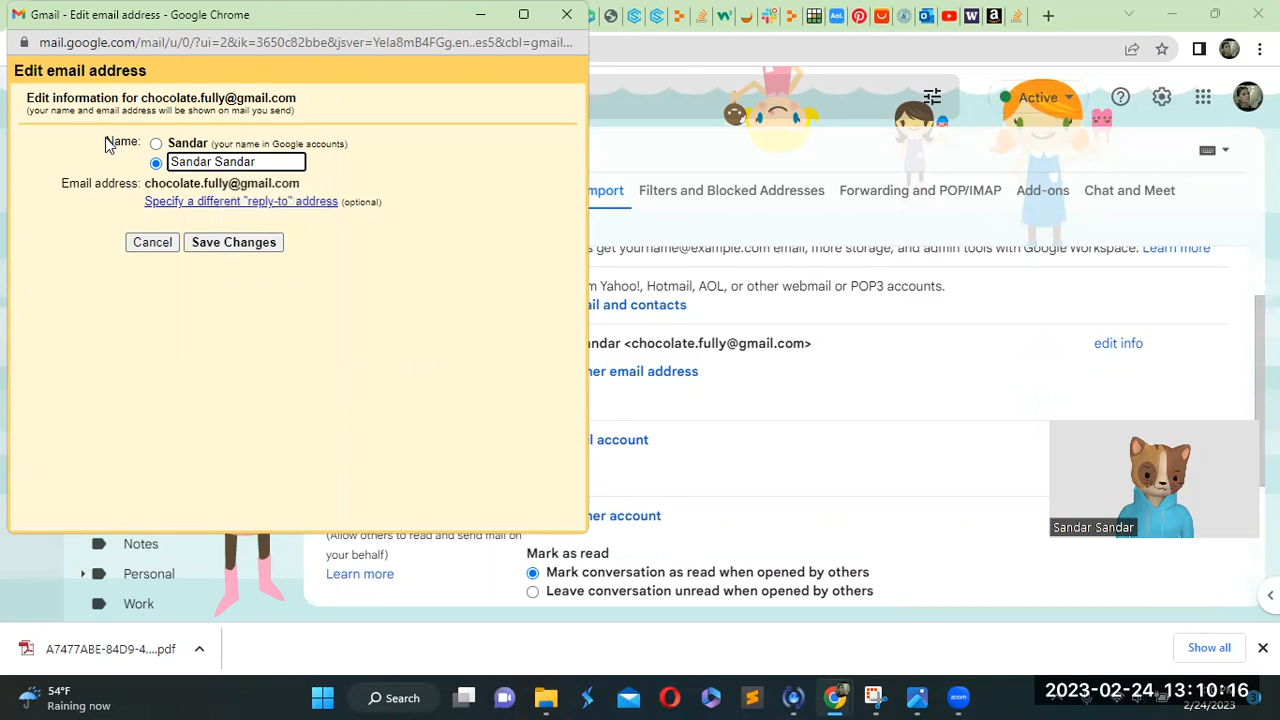 Gmail - Edit email address - Google Chrome
mail.google.com/mail/u/0/?ui=2&ik=3650c82bbe&jsver=YeIa8mB4FGg.en..es5&cbl=gmail...
Edit email address
Edit information for chocolate.fully@gmail.com
(your name and email address will be shown on mail you send)
Name:
Sandar (your name in Google accounts)
Sandar Sandar
Email address: chocolate.fully@gmail.com
Specify a different "reply-to" address (optional)
Cancel
Save Changes
Active
import
Filters and Blocked Addresses
Forwarding and POP/IMAP
Add-ons
Chat and Meet
s get yourname@example.com email, more storage, and admin tools with Google Workspace. Learn more
m Yahoo!, Hotmail, AOL, or other webmail or POP3 accounts.
ail and contacts
andar <chocolate.fully@gmail.com>
edit info
her email address
il account
her account
(Allow others to read and send mail on
your behalf)
Learn more
Mark as read
Mark conversation as read when opened by others
Leave conversation unread when opened by others
Notes
Personal
Work
Sandar Sandar
A7477ABE-84D9-4....pdf
Show all
54°F
Raining now
Search
zoom
2023-02-24 13:10:16
2/24/2023